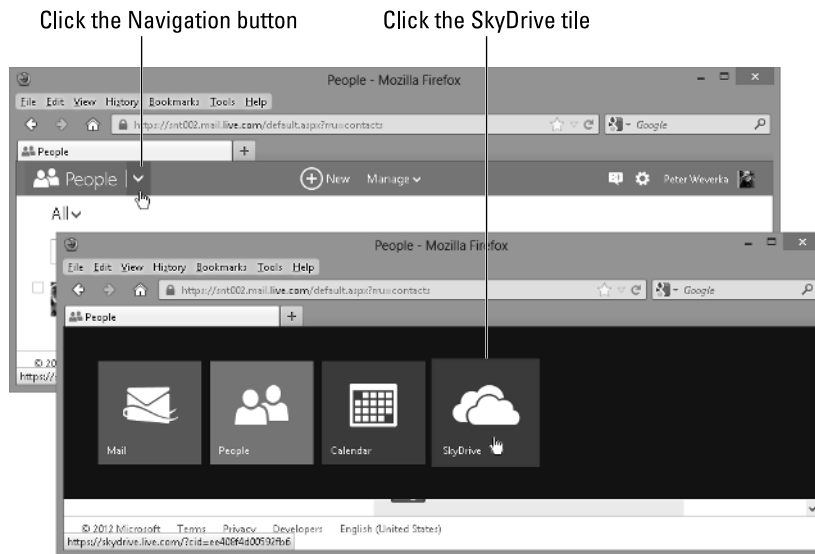 Click the Navigation button
Click the SkyDrive tile
People - Mozilla Firefox
File Edit View History Bookmarks Tools Help
https://snt002.mail.live.com/default.aspx?rru=contacts
Google
People
+
People
New
Manage
Peter Weverka
All
© 20
https://
People - Mozilla Firefox
File Edit View History Bookmarks Tools Help
https://snt002.mail.live.com/default.aspx?rru=contacts
Google
People
+
Mail
People
Calendar
SkyDrive
© 2012 Microsoft Terms Privacy Developers English (United States)
https://skydrive.live.com/?cid=ee408f4d00592fb6